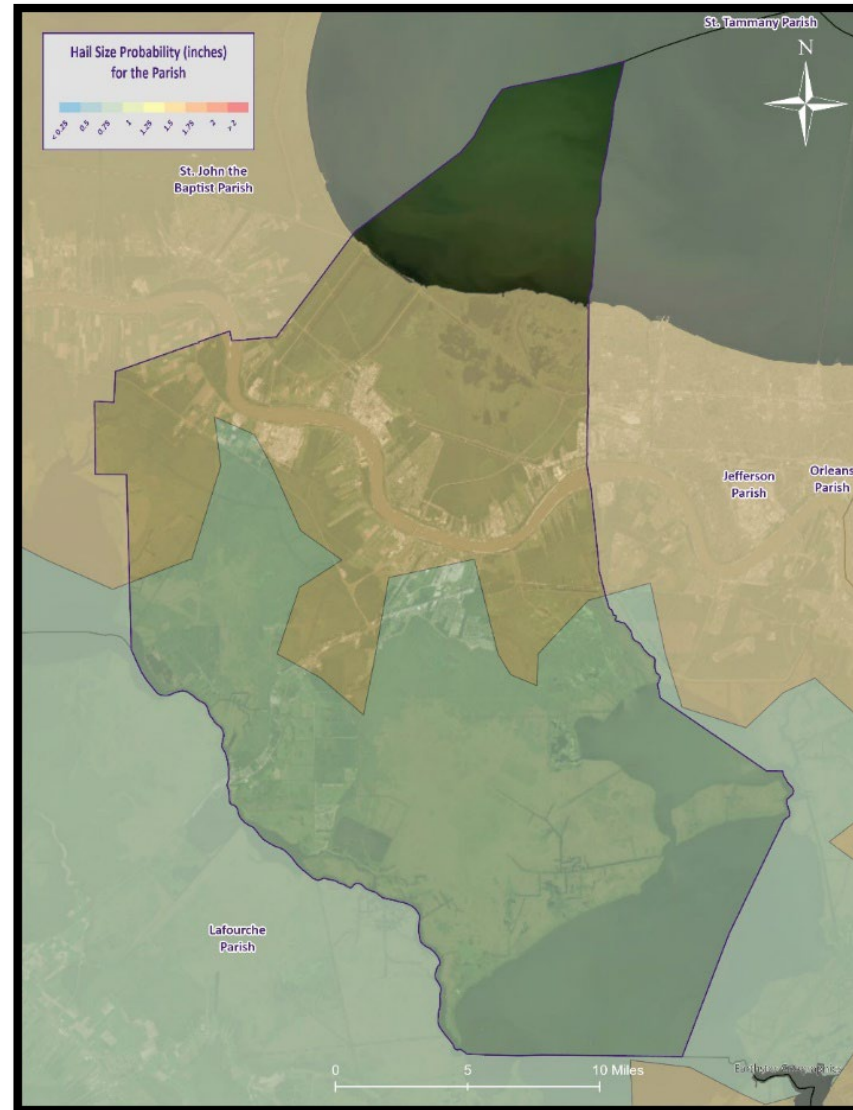 St. Tammany Parish
Hail Size Probability (inches)
for the Parish
< 0.25
0.5
0.75
1
1.25
1.5
1.75
2
> 2
N
St. John the
Baptist Parish
Jefferson
Parish
Orleans
Parish
Lafourche
Parish
0
5
10 Miles